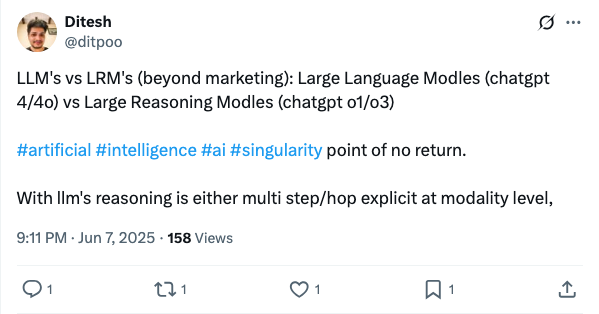 Ditesh
@ditpoo
LLM's vs LRM's (beyond marketing): Large Language Modles (chatgpt
4/4o) vs Large Reasoning Modles (chatgpt o1/o3)
#artificial #intelligence #ai #singularity point of no return.
With llm's reasoning is either multi step/hop explicit at modality level,
9:11 PM · Jun 7, 2025 · 158 Views
1 1 1 1